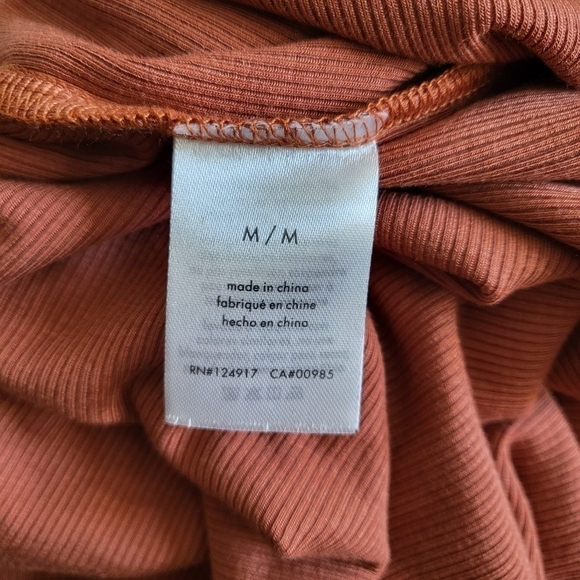 M / M
made in china
fabriqué en chine
hecho en china
RN#124917 CA#00985